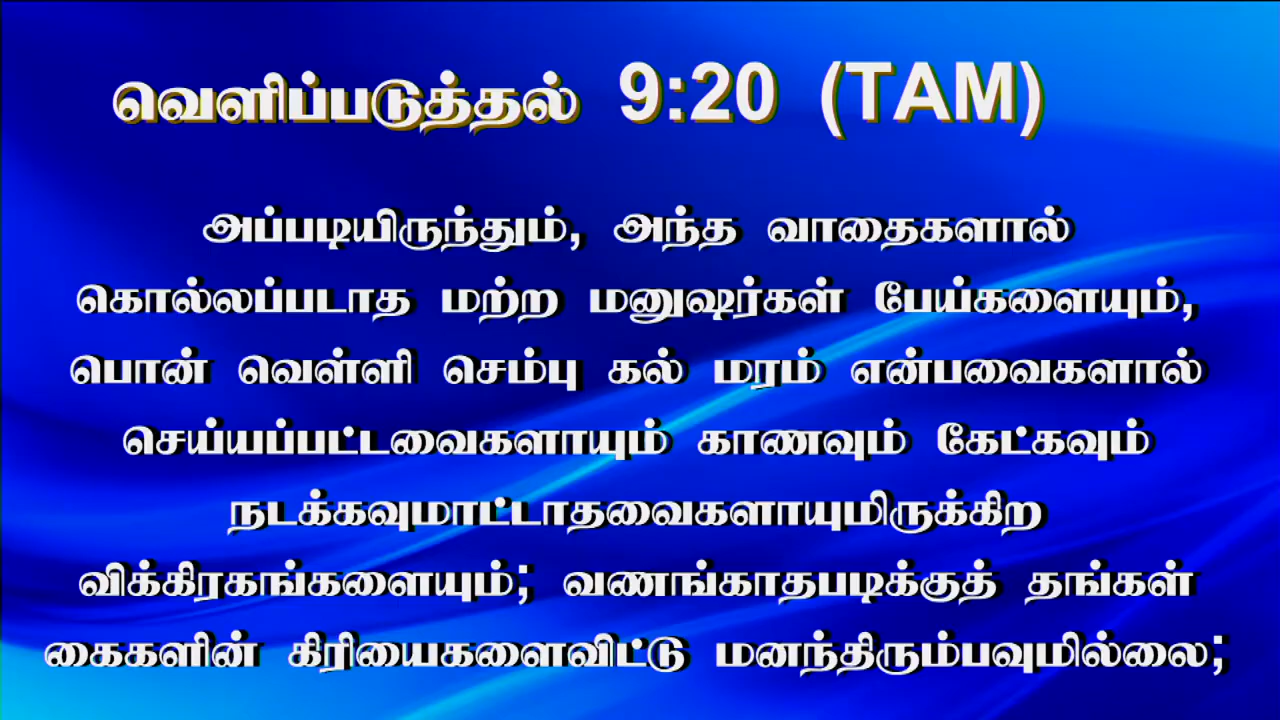 வெளிப்படுத்தல் 9:20 (TAM)
அப்படியிருந்தும், அந்த வாதைகளால்
கொல்லப்படாத மற்ற மனுஷர்கள் பேய்களையும்,
பொன் வெள்ளி செம்பு கல் மரம் என்பவைகளால்
செய்யப்பட்டவைகளாயும் காணவும் கேட்கவும்
நடக்கவுமாட்டாதவைகளாயுமிருக்கிற
விக்கிரகங்களையும்; வணங்காதபடிக்குத் தங்கள்
கைகளின் கிரியைகளைவிட்டு மனந்திரும்பவுமில்லை;